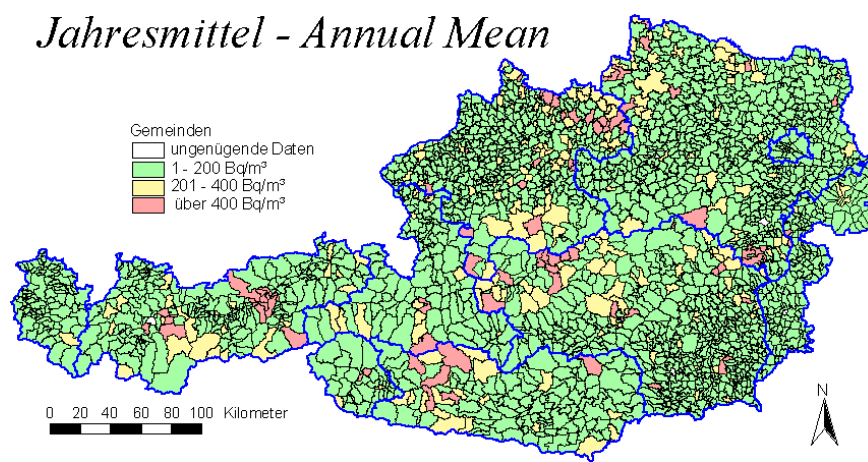 Jahresmittel - Annual Mean
Gemeinden
ungenügende Daten
1 - 200 Bq/m³
201 - 400 Bq/m³
über 400 Bq/m³
0 20 40 60 80 100 Kilometer
N